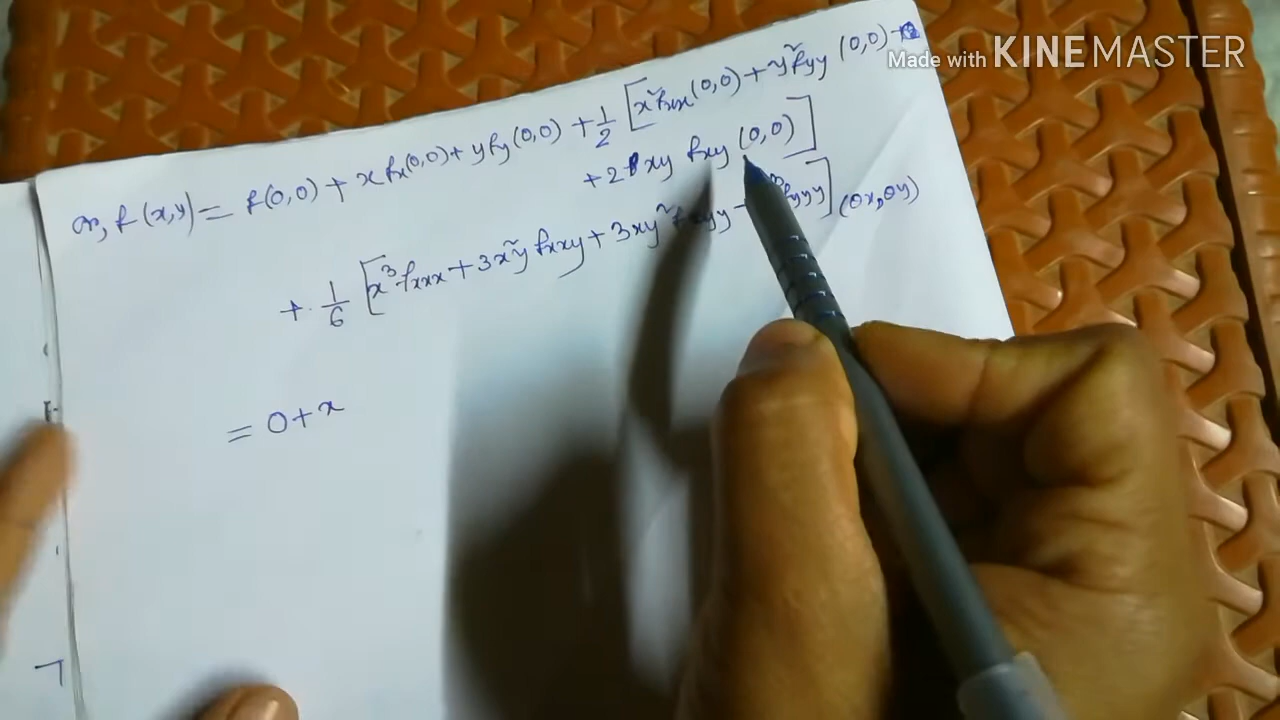 Made with KINEMASTER
or, f(x,y) = f(0,0) + x fx(0,0) + y fy(0,0) + 1/2 [x² fxx(0,0) + y² fyy (0,0) +
+ 2 xy fxy (0,0)]
+ 1/6 [x³ fxxx + 3x²y fxxy + 3xy² fxyy + fyyy] (θx, θy)
= 0 + x